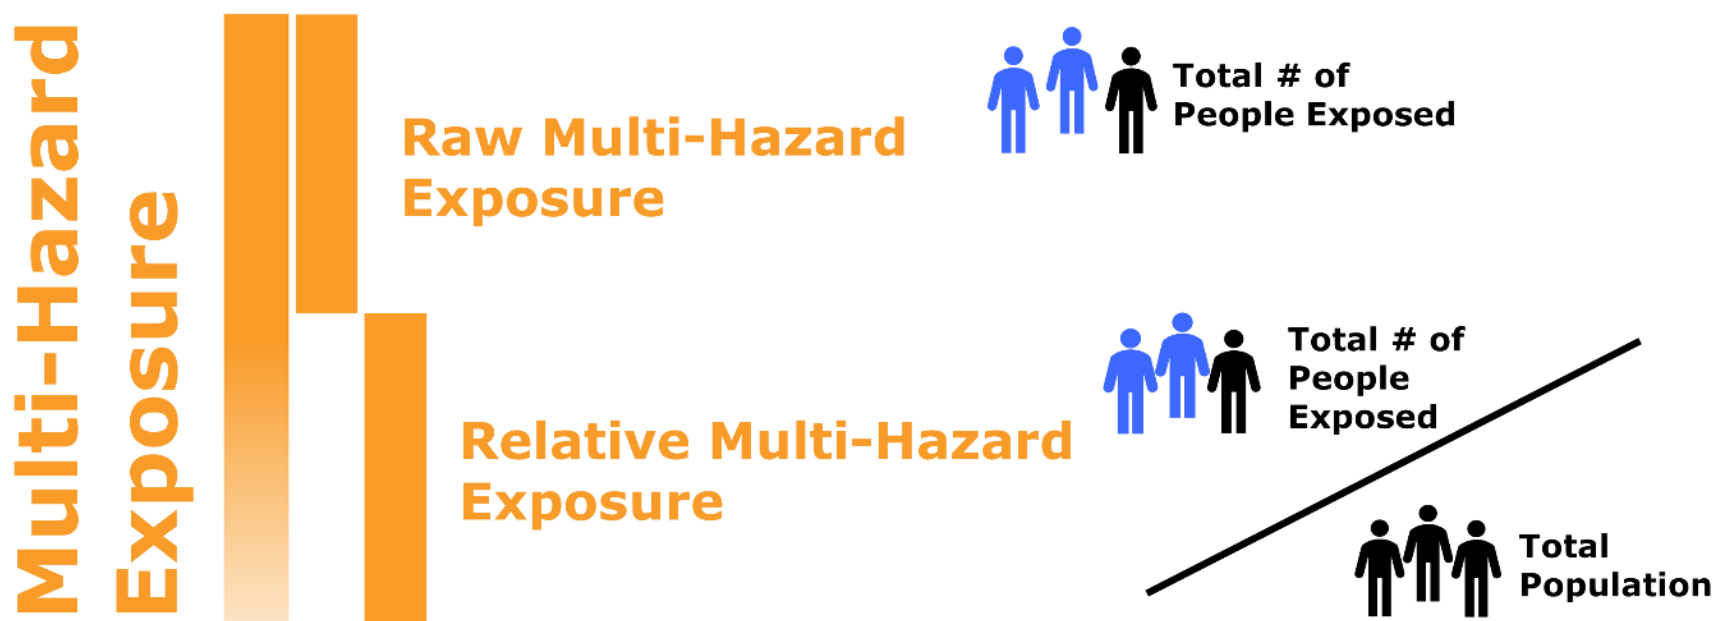 Multi-Hazard
Exposure
Raw Multi-Hazard
Exposure
Total # of
People Exposed
Relative Multi-Hazard
Exposure
Total # of
People
Exposed
Total
Population